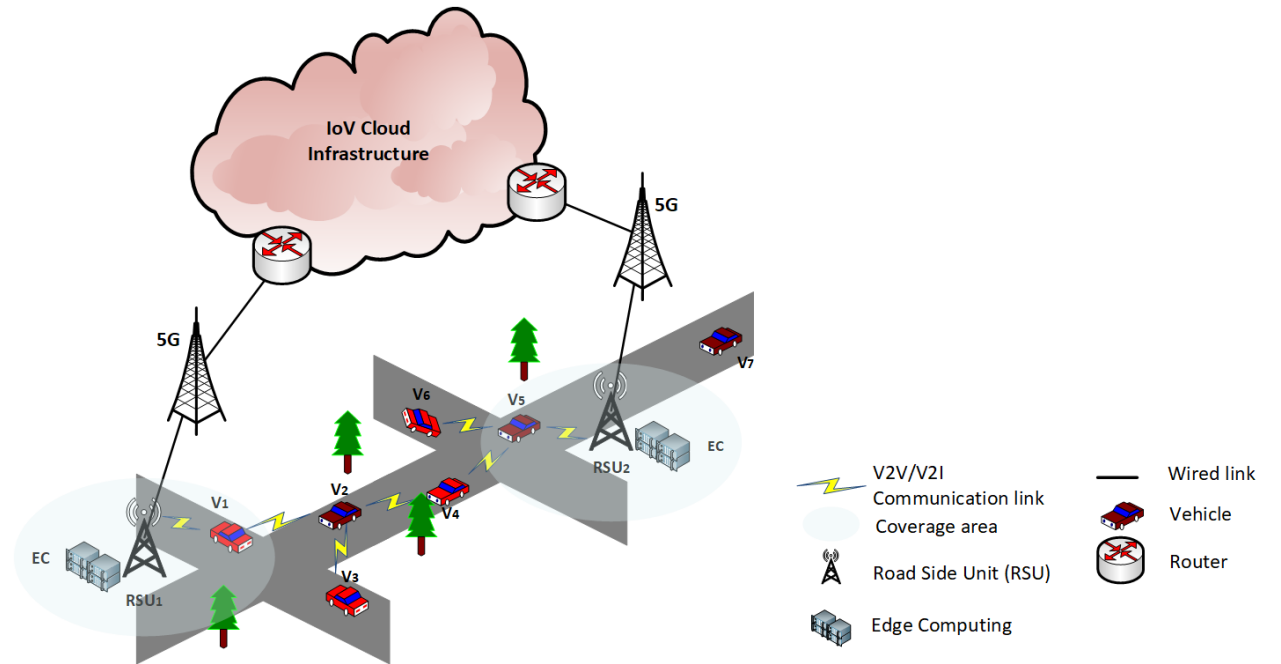 IoV Cloud
Infrastructure
5G
5G
V7
V6
V5
EC
RSU2
V1
V2
V4
EC
V3
RSU1
V2V/V2I
Communication link
Coverage area
Road Side Unit (RSU)
Edge Computing
Wired link
Vehicle
Router